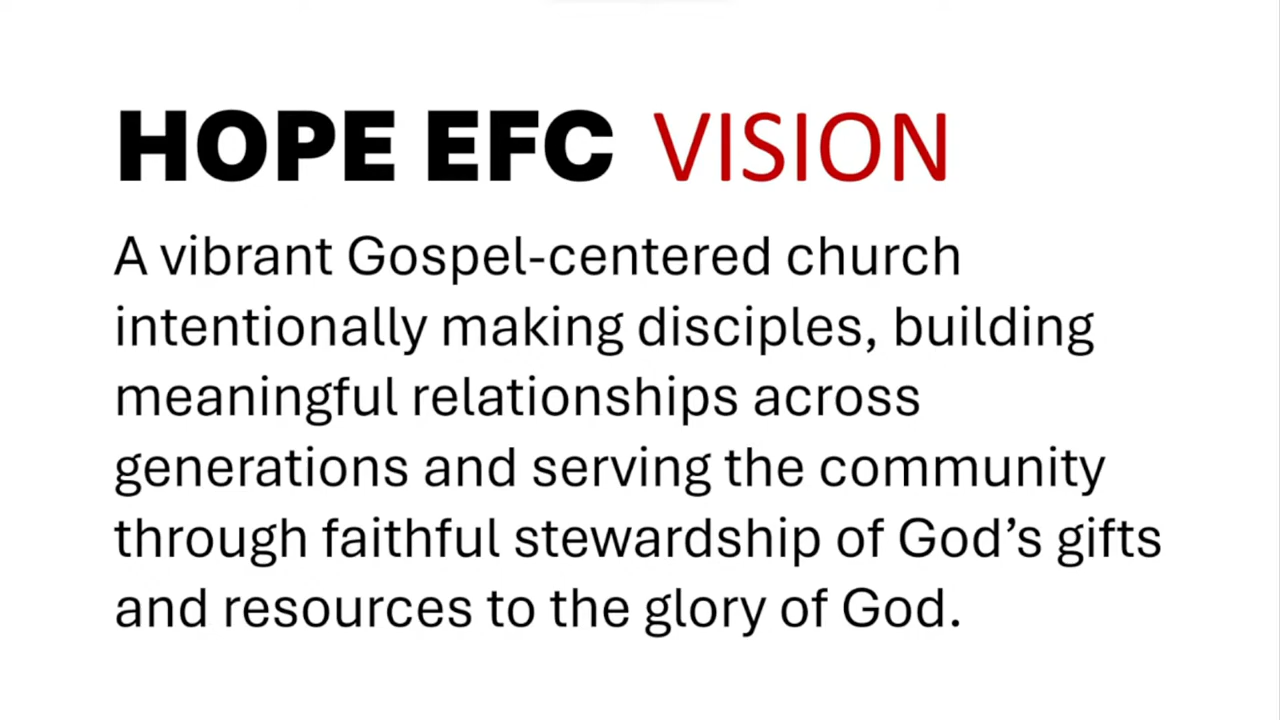 HOPE EFC VISION
A vibrant Gospel-centered church
intentionally making disciples, building
meaningful relationships across
generations and serving the community
through faithful stewardship of God’s gifts
and resources to the glory of God.